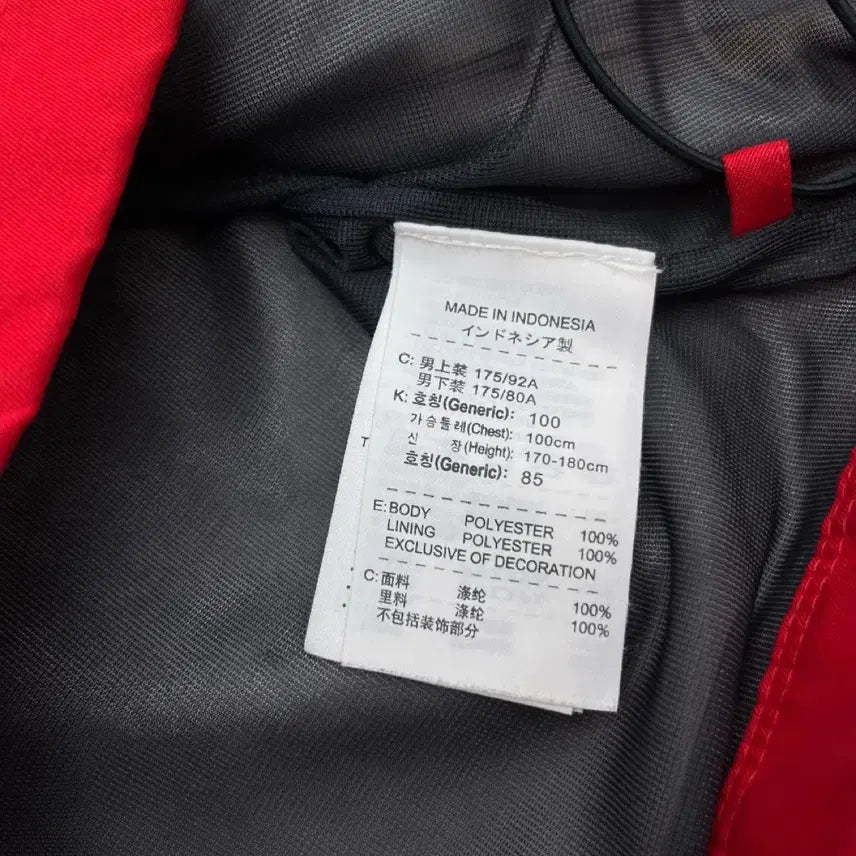 MADE IN INDONESIA
インドネシア製
C: 男上装 175/92A
男下装 175/80A
K: 호칭(Generic): 100
가슴둘레(Chest): 100cm
신 장(Height): 170-180cm
호칭(Generic): 85
T
E: BODY POLYESTER 100%
LINING POLYESTER 100%
EXCLUSIVE OF DECORATION
C: 面料 涤纶 100%
里料 涤纶 100%
不包括装饰部分